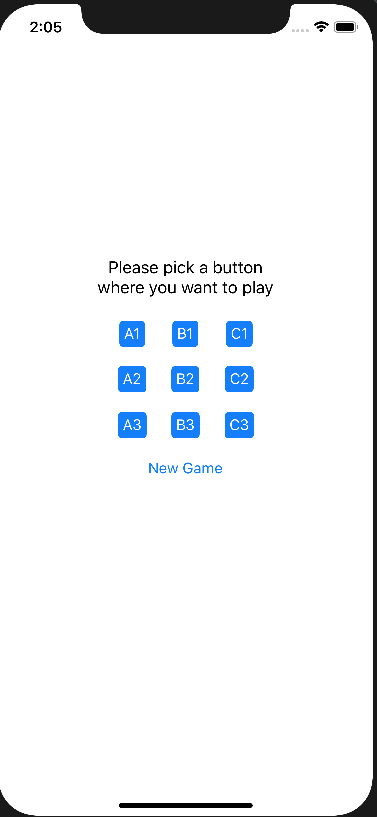 2:05
Please pick a button
where you want to play
A1 B1 C1
A2 B2 C2
A3 B3 C3
New Game